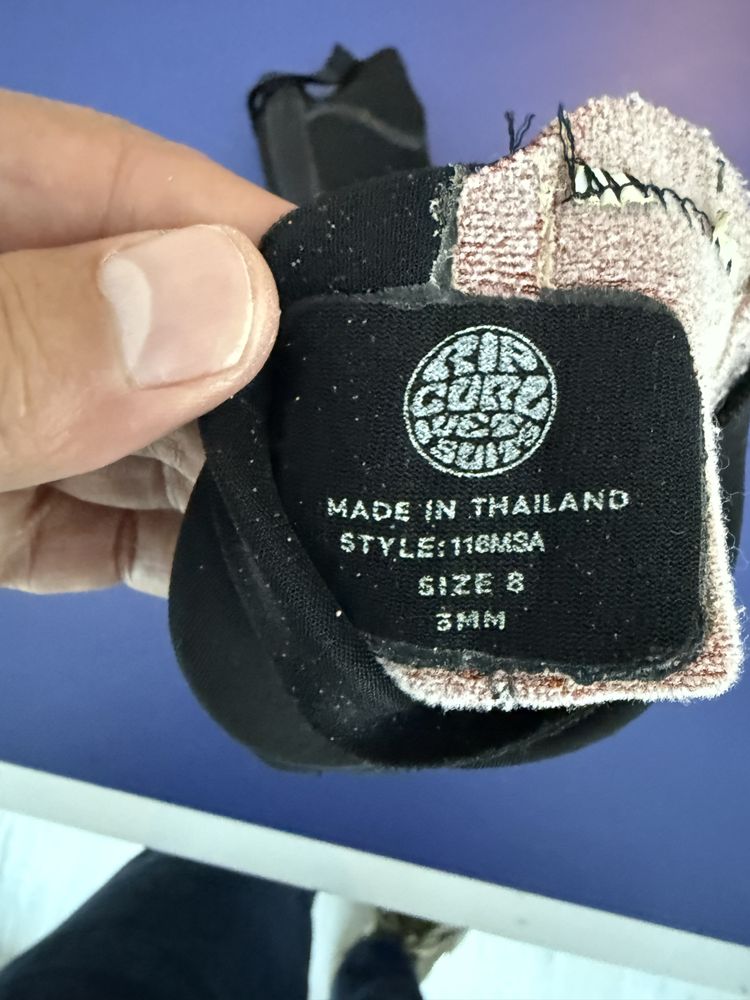 RIP
CURL
WET
SUITS
MADE IN THAILAND
STYLE:116MSA
SIZE 8
3MM